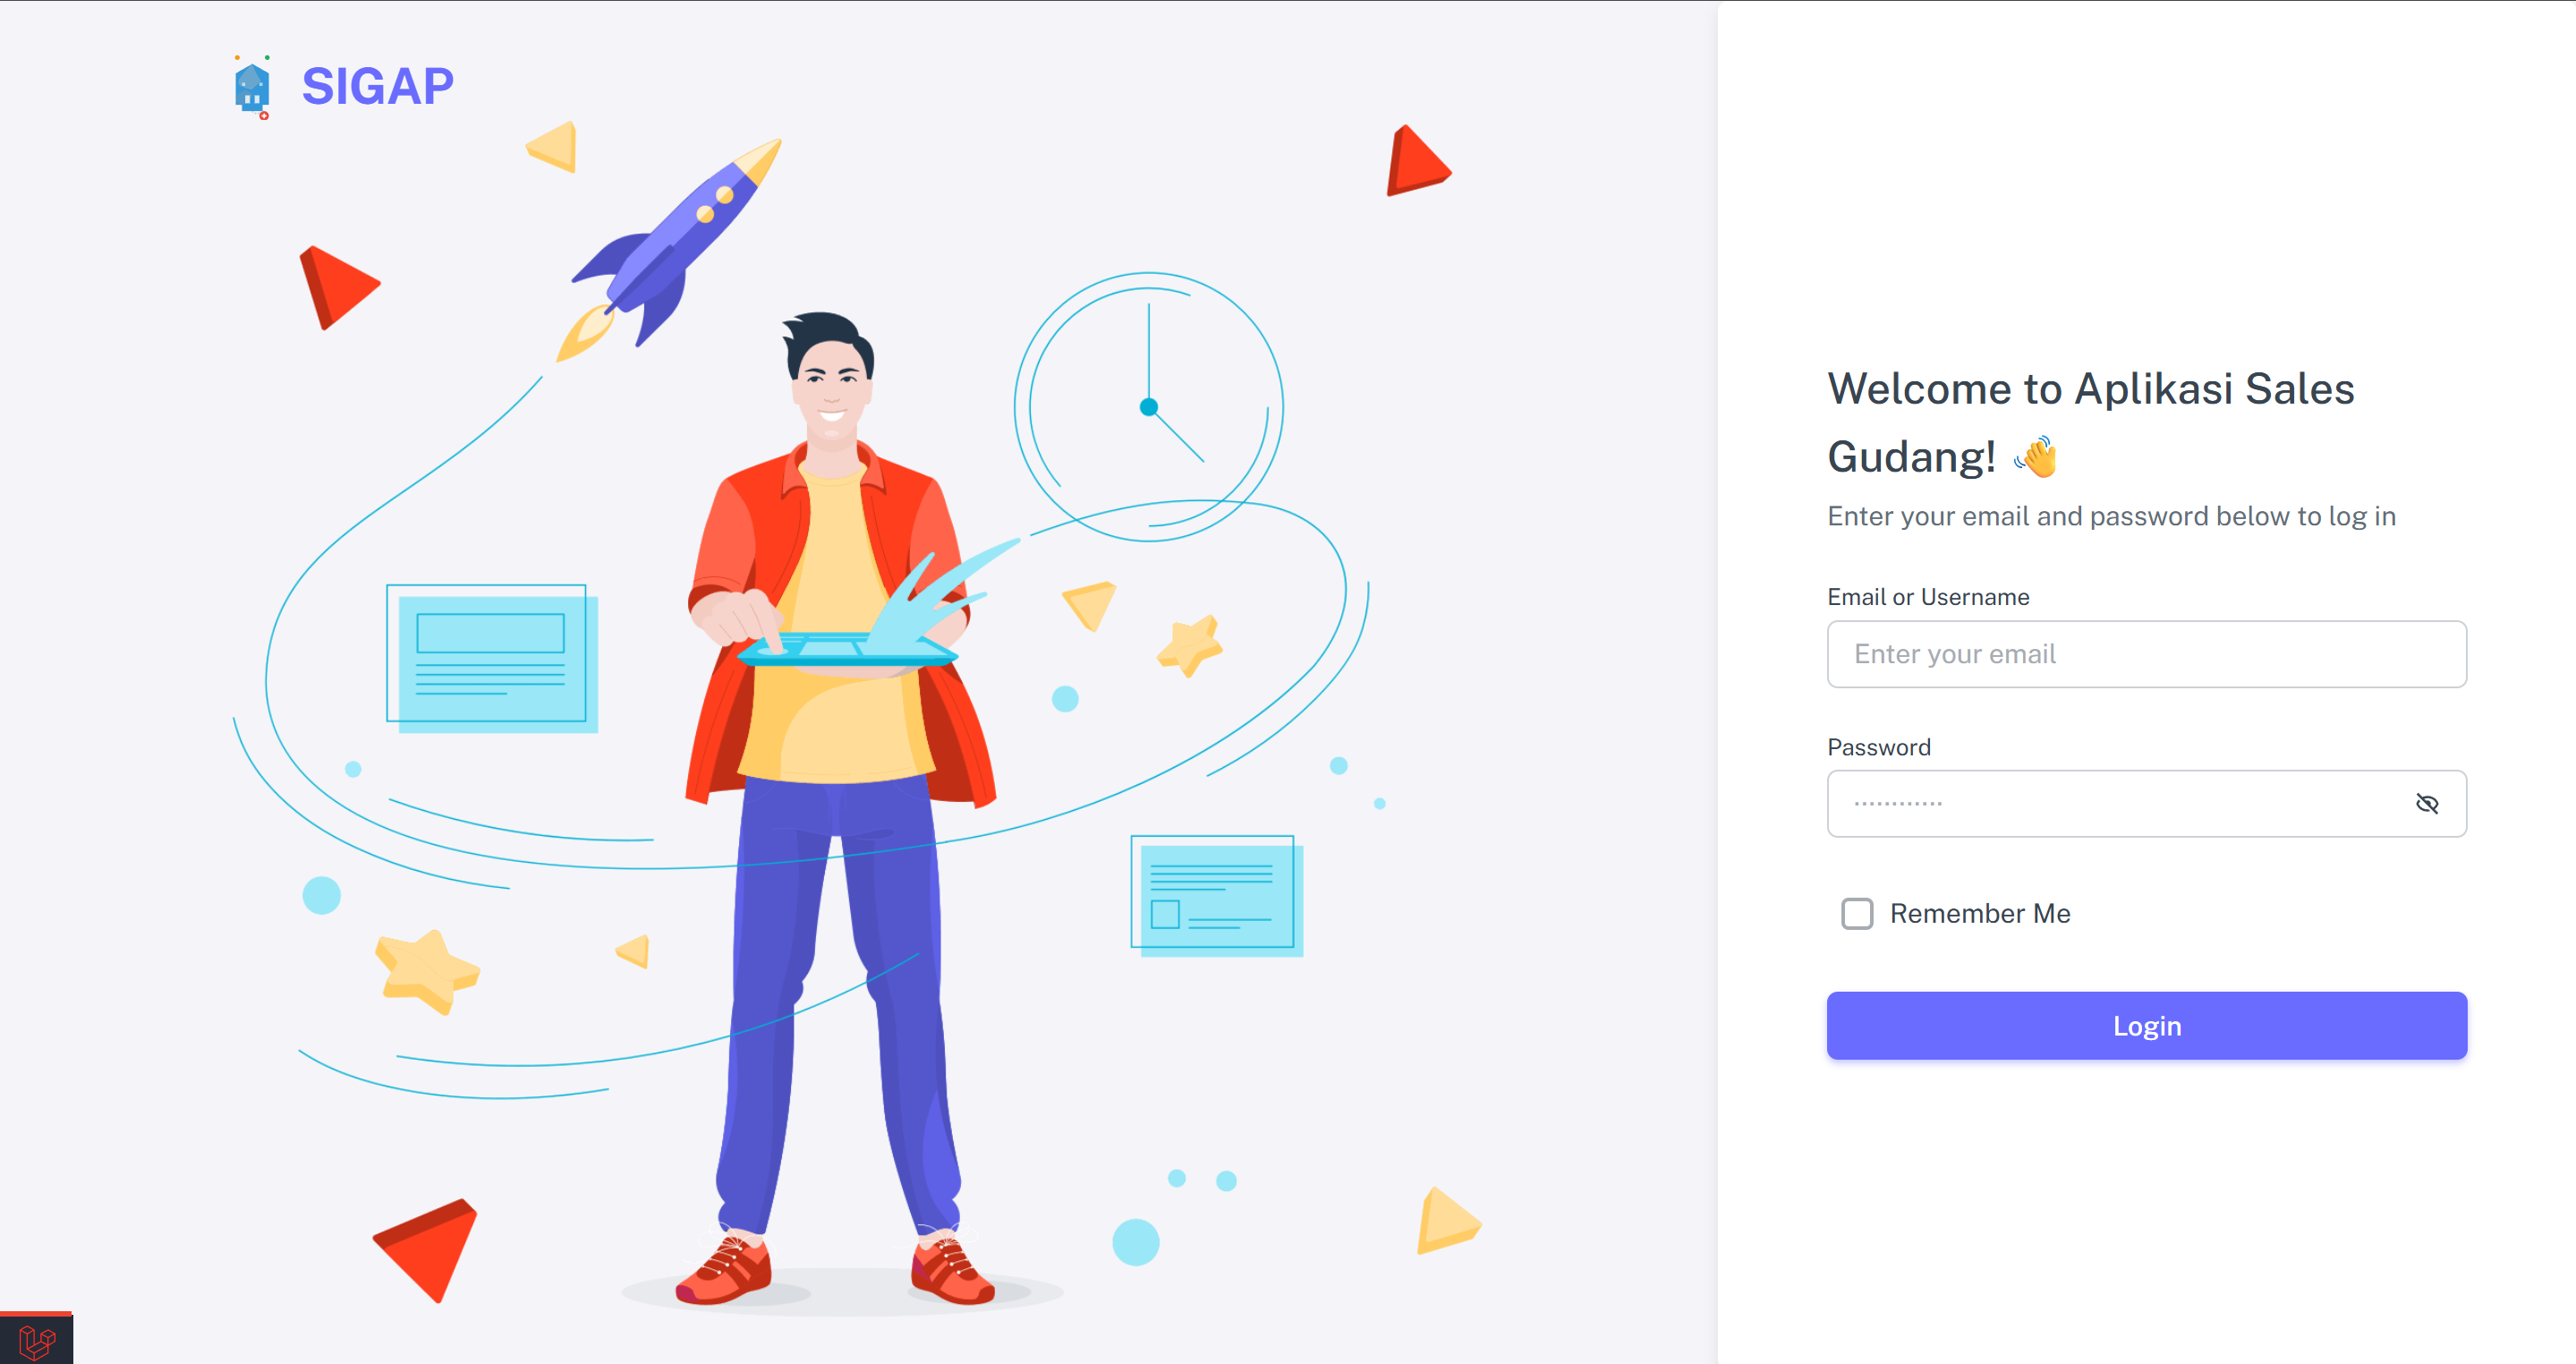 SIGAP
Welcome to Aplikasi Sales
Gudang! 👋
Enter your email and password below to log in
Email or Username
Enter your email
Password
············
Remember Me
Login